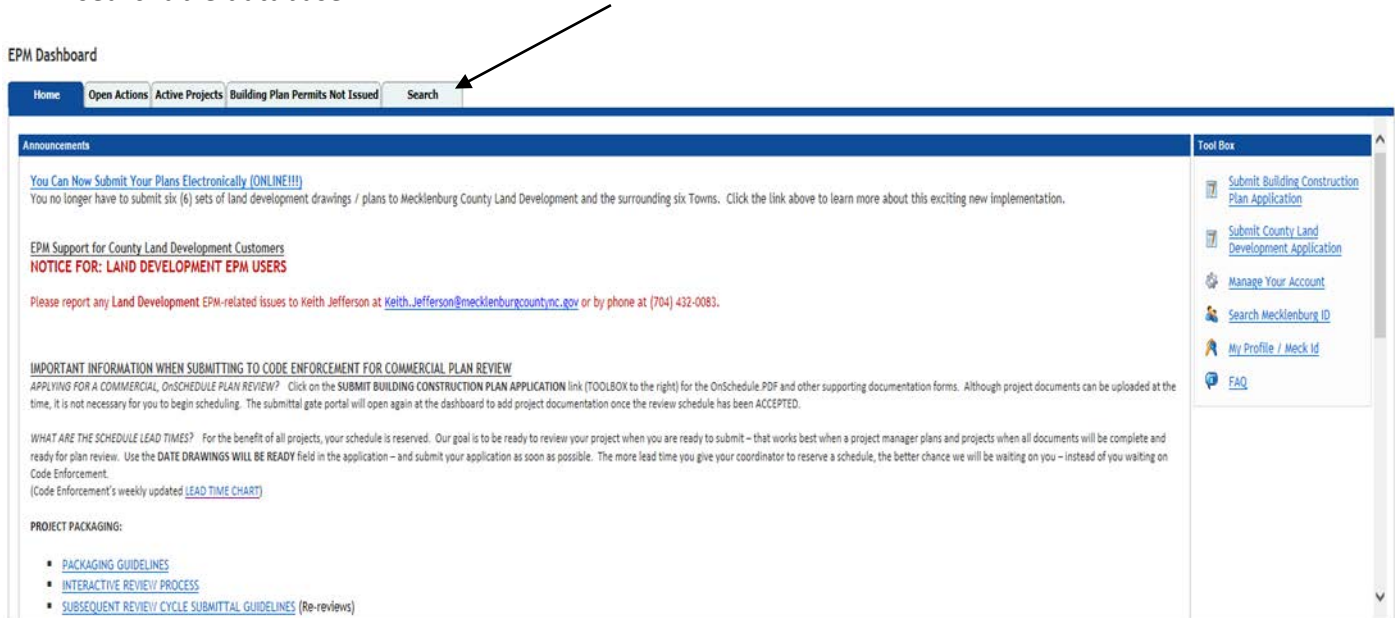 EPM Dashboard
Home Open Actions Active Projects Building Plan Permits Not Issued Search
Announcements
Tool Box
You Can Now Submit Your Plans Electronically (ONLINE!!!)
You no longer have to submit six (6) sets of land development drawings / plans to Mecklenburg County Land Development and the surrounding six Towns. Click the link above to learn more about this exciting new implementation.
EPM Support for County Land Development Customers
NOTICE FOR: LAND DEVELOPMENT EPM USERS
Please report any Land Development EPM-related issues to Keith Jefferson at Keith.Jefferson@mecklenburgcountync.gov or by phone at (704) 432-0083.
IMPORTANT INFORMATION WHEN SUBMITTING TO CODE ENFORCEMENT FOR COMMERCIAL PLAN REVIEW
APPLYING FOR A COMMERCIAL, OnSCHEDULE PLAN REVIEW? Click on the SUBMIT BUILDING CONSTRUCTION PLAN APPLICATION link (TOOLBOX to the right) for the OnSchedule.PDF and other supporting documentation forms. Although project documents can be uploaded at the
time, it is not necessary for you to begin scheduling. The submittal gate portal will open again at the dashboard to add project documentation once the review schedule has been ACCEPTED.
WHAT ARE THE SCHEDULE LEAD TIMES? For the benefit of all projects, your schedule is reserved. Our goal is to be ready to review your project when you are ready to submit – that works best when a project manager plans and projects when all documents will be complete and
ready for plan review. Use the DATE DRAWINGS WILL BE READY field in the application – and submit your application as soon as possible. The more lead time you give your coordinator to reserve a schedule, the better chance we will be waiting on you – instead of you waiting on
Code Enforcement.
(Code Enforcement's weekly updated LEAD TIME CHART)
PROJECT PACKAGING:
▪ PACKAGING GUIDELINES
▪ INTERACTIVE REVIEW PROCESS
▪ SUBSEQUENT REVIEW CYCLE SUBMITTAL GUIDELINES (Re-reviews)
Submit Building Construction
Plan Application
Submit County Land
Development Application
Manage Your Account
Search Mecklenburg ID
My Profile / Meck Id
FAQ